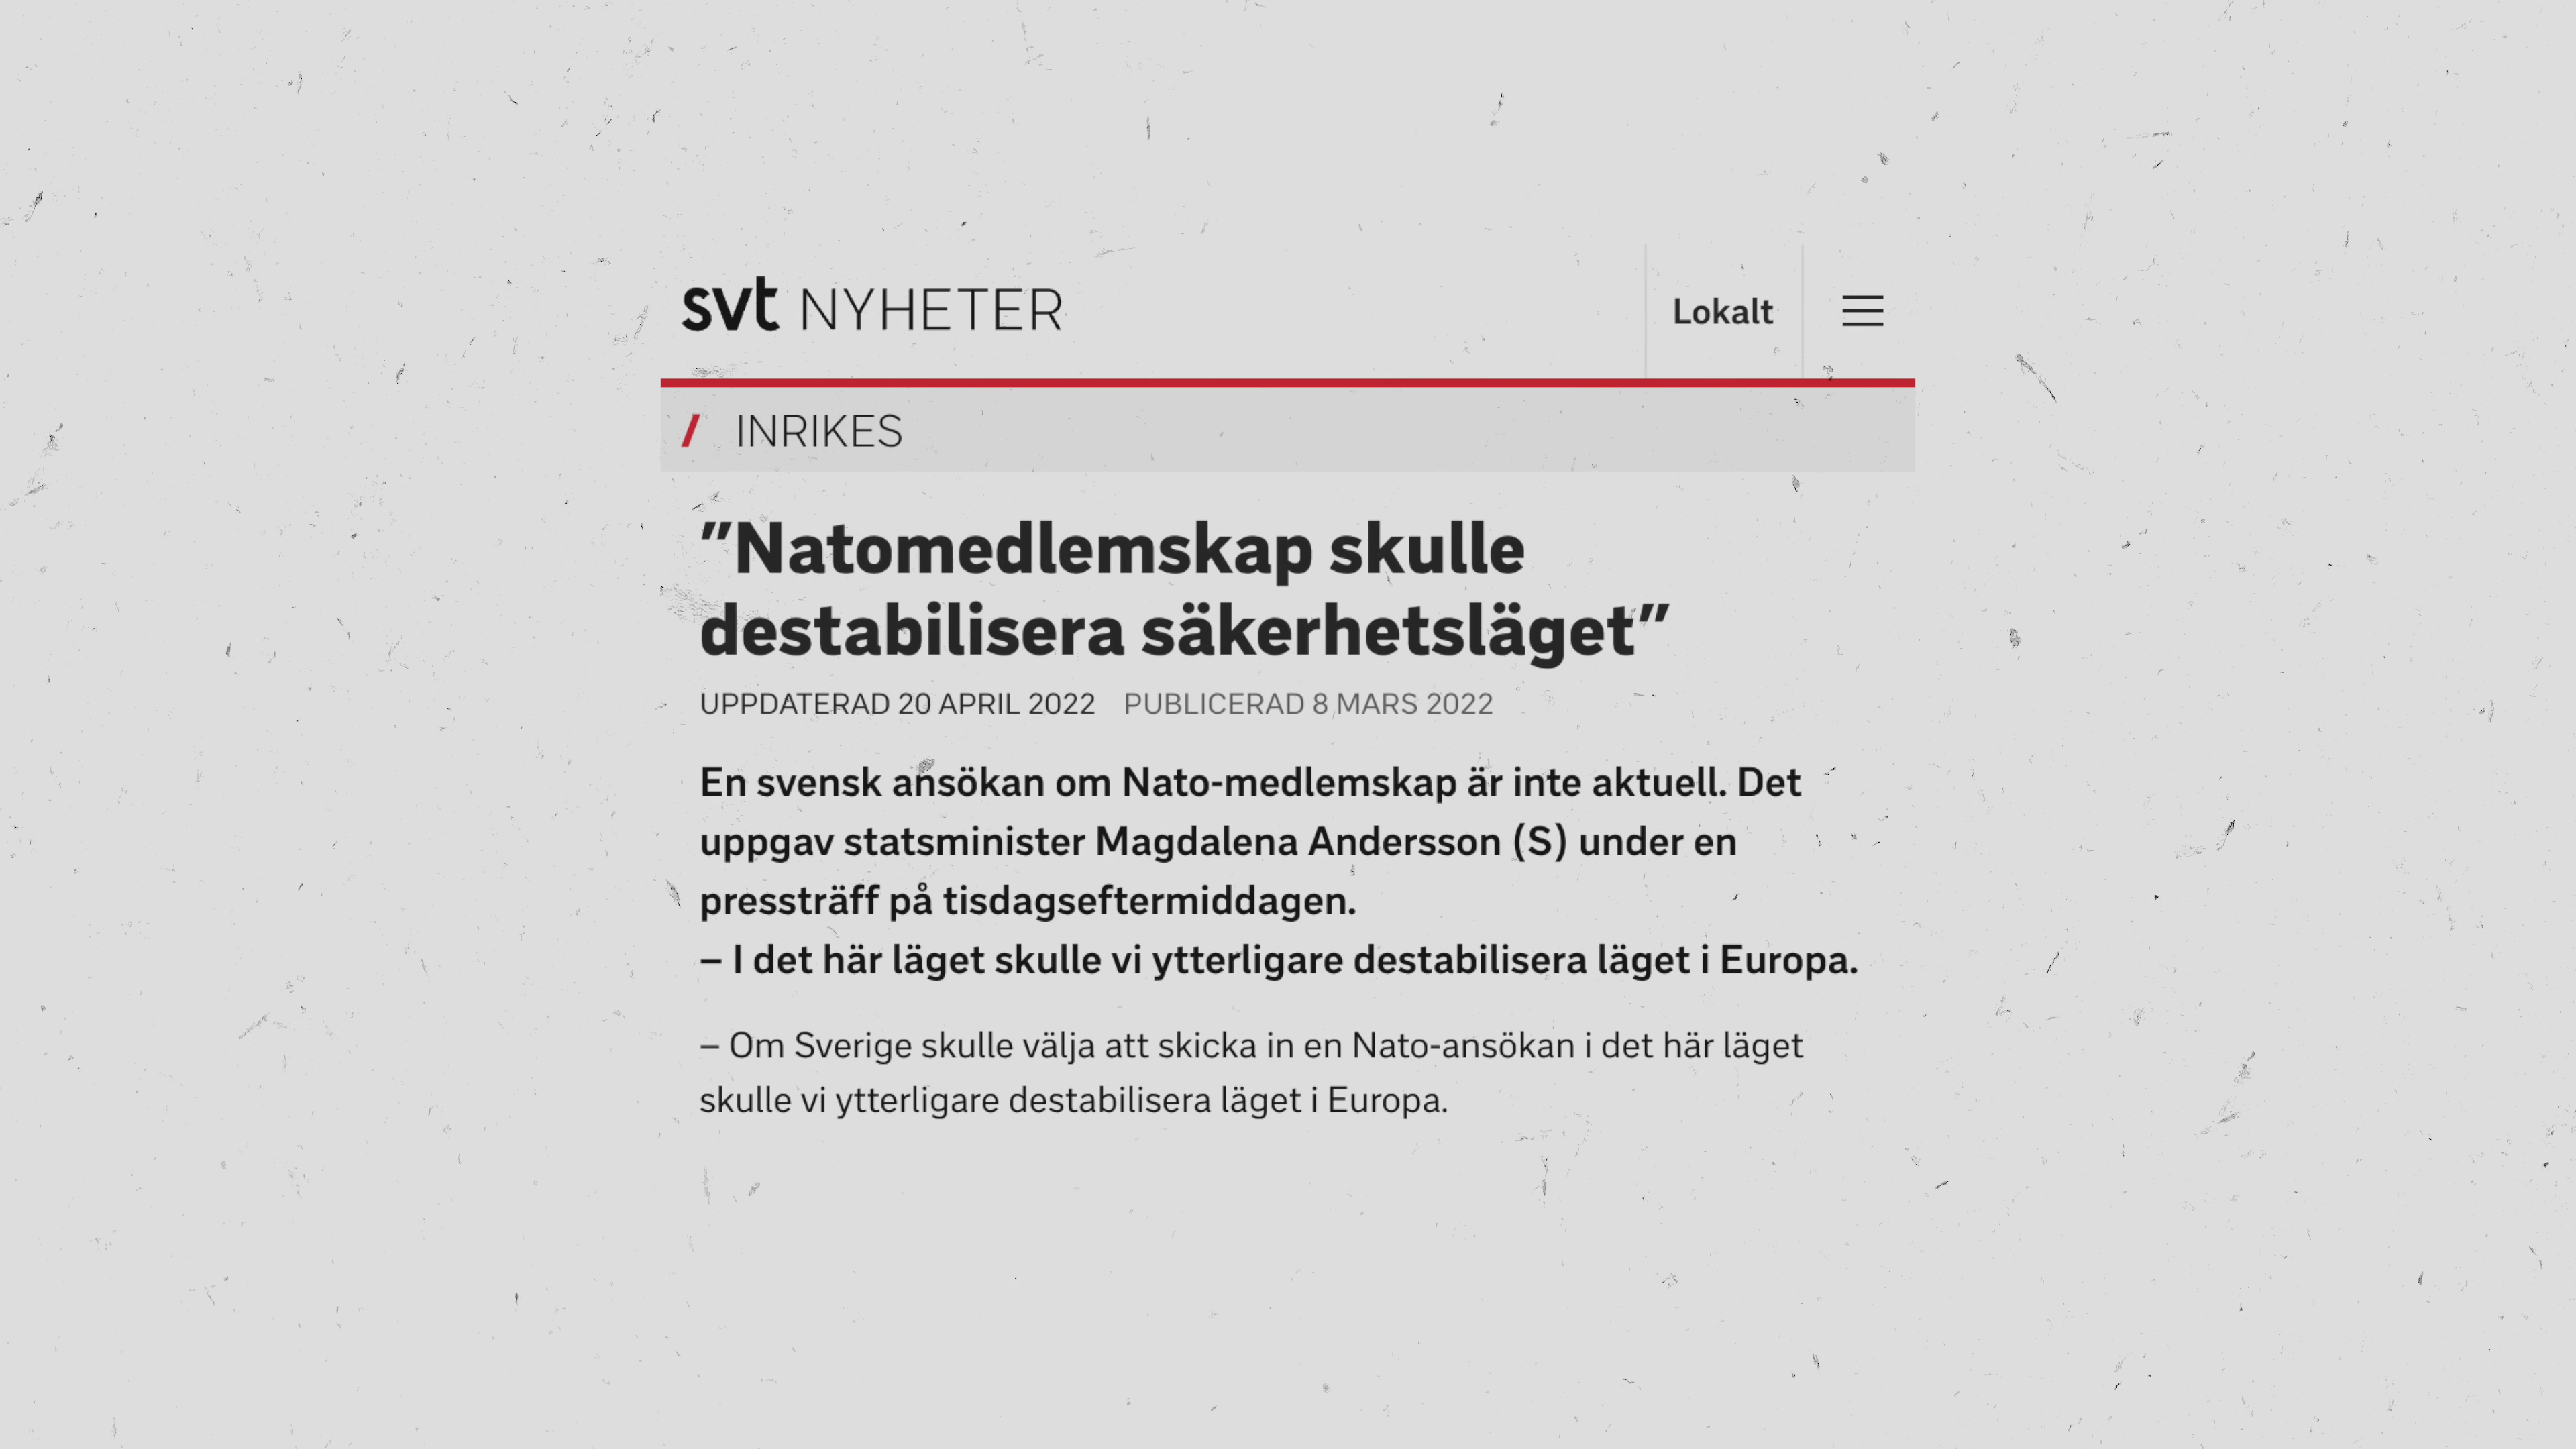 svt NYHETER
Lokalt
/ INRIKES
”Natomedlemskap skulle
destabilisera säkerhetsläget”
UPPDATERAD 20 APRIL 2022 PUBLICERAD 8 MARS 2022
En svensk ansökan om Nato-medlemskap är inte aktuell. Det
uppgav statsminister Magdalena Andersson (S) under en
pressträff på tisdagseftermiddagen.
– I det här läget skulle vi ytterligare destabilisera läget i Europa.
– Om Sverige skulle välja att skicka in en Nato-ansökan i det här läget
skulle vi ytterligare destabilisera läget i Europa.